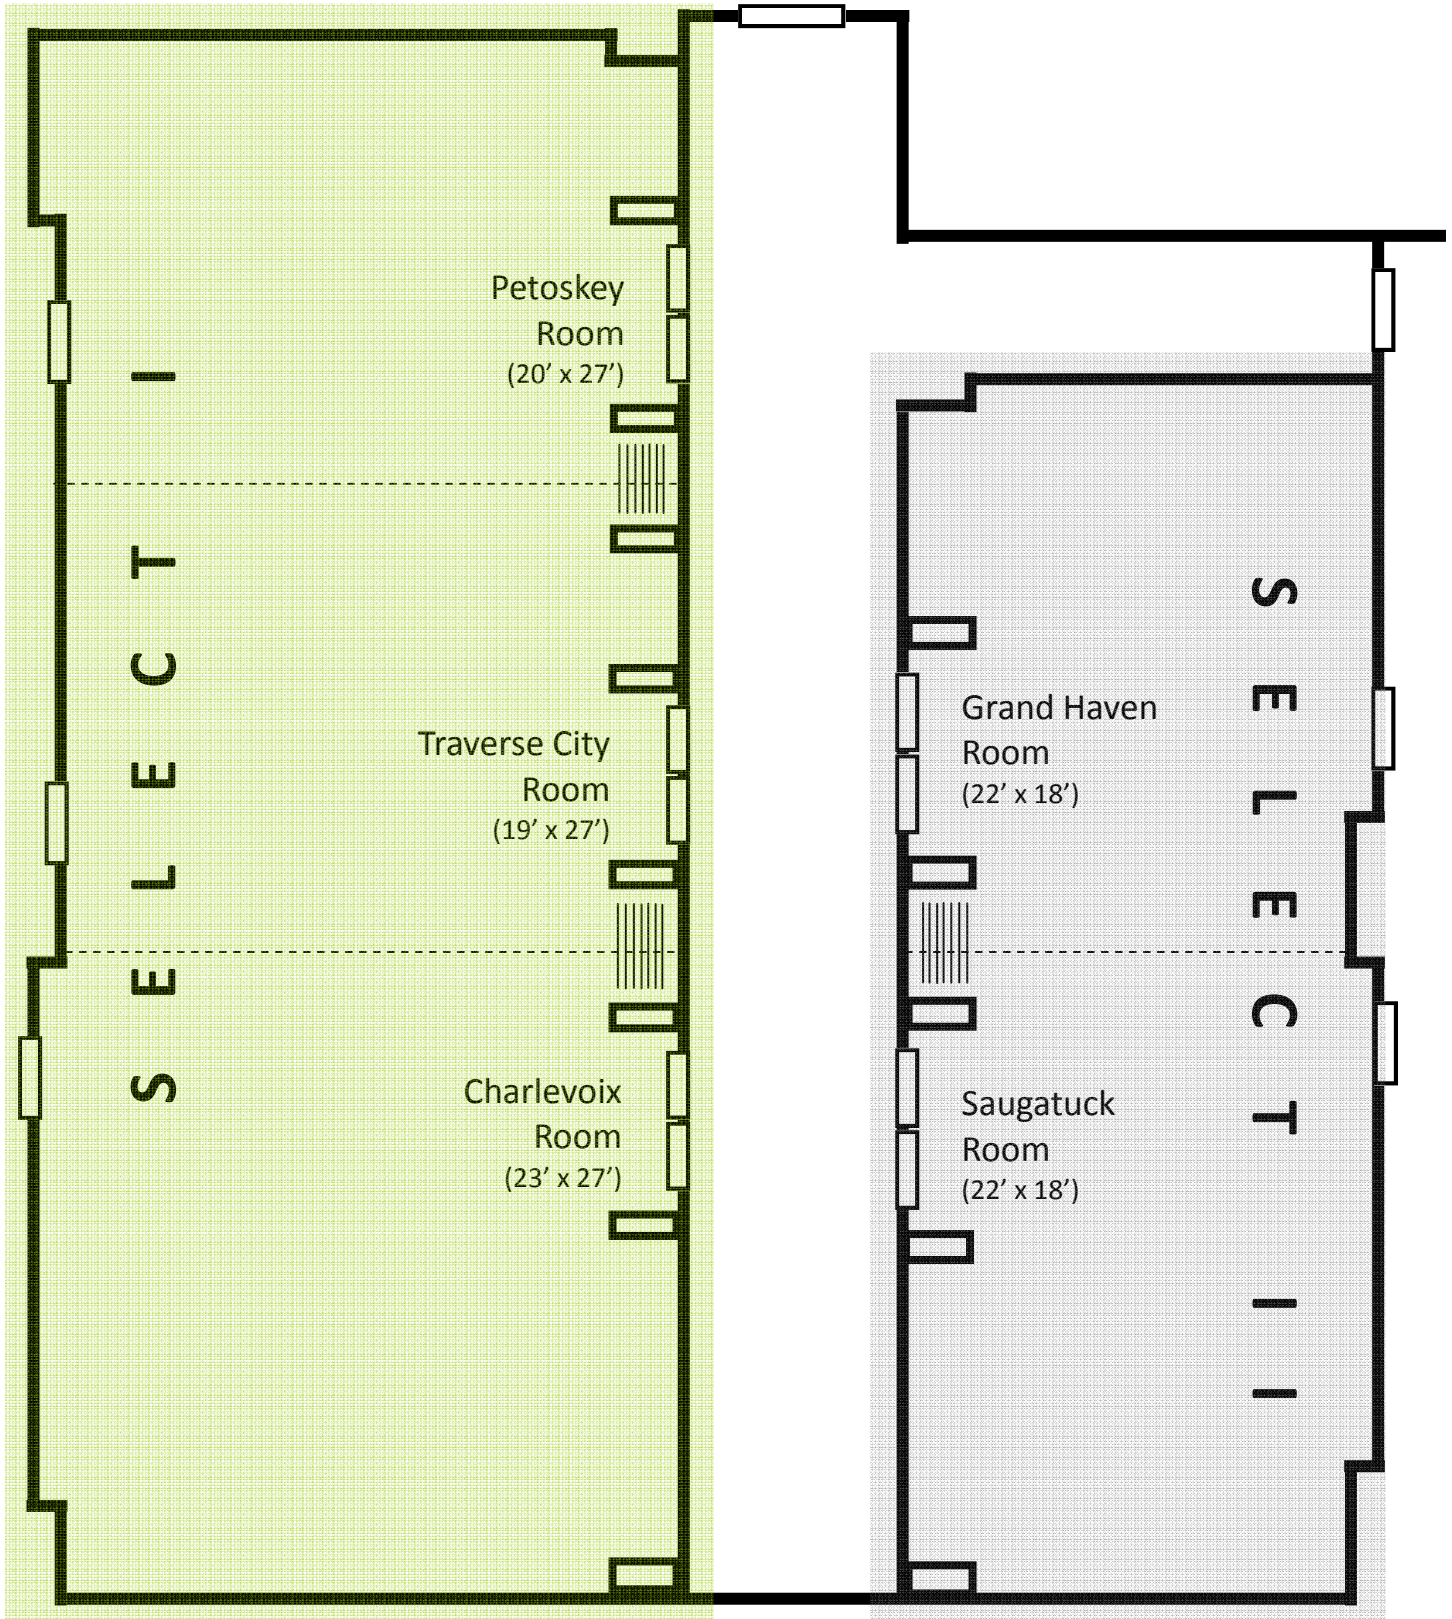 SELECT I
Petoskey
Room
(20’ x 27’)
Traverse City
Room
(19’ x 27’)
Charlevoix
Room
(23’ x 27’)
SELECT II
Grand Haven
Room
(22’ x 18’)
Saugatuck
Room
(22’ x 18’)